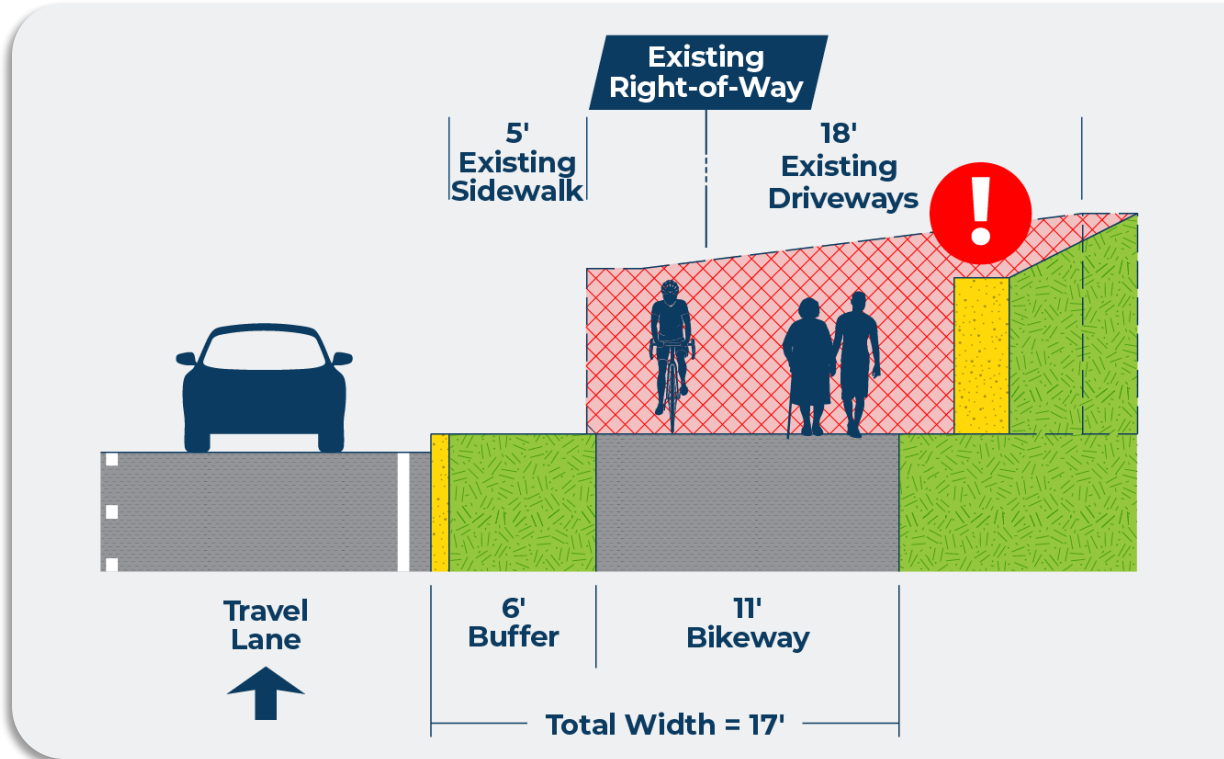 Existing
Right-of-Way
5'
Existing
Sidewalk
18'
Existing
Driveways
!
Travel
Lane
6'
Buffer
11'
Bikeway
Total Width = 17'